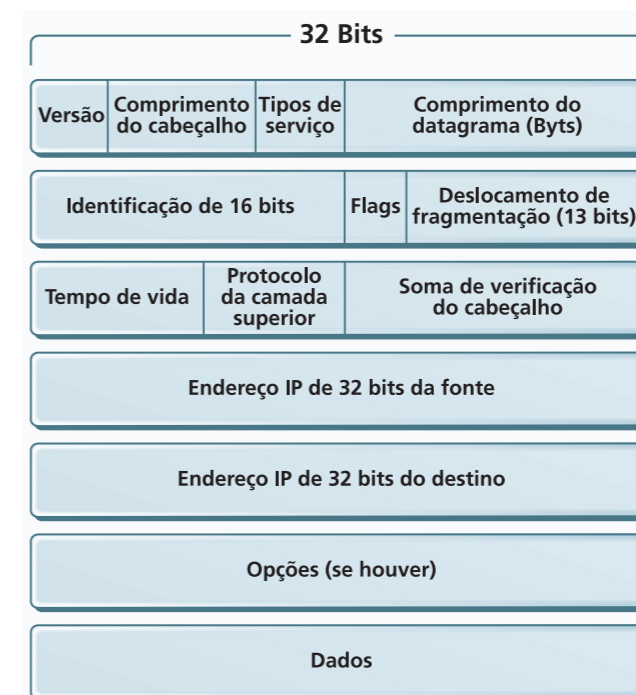 32 Bits
Versão
Comprimento
do cabeçalho
Tipos de
serviço
Comprimento do
datagrama (Byts)
Identificação de 16 bits
Flags
Deslocamento de
fragmentação (13 bits)
Tempo de vida
Protocolo
da camada
superior
Soma de verificação
do cabeçalho
Endereço IP de 32 bits da fonte
Endereço IP de 32 bits do destino
Opções (se houver)
Dados